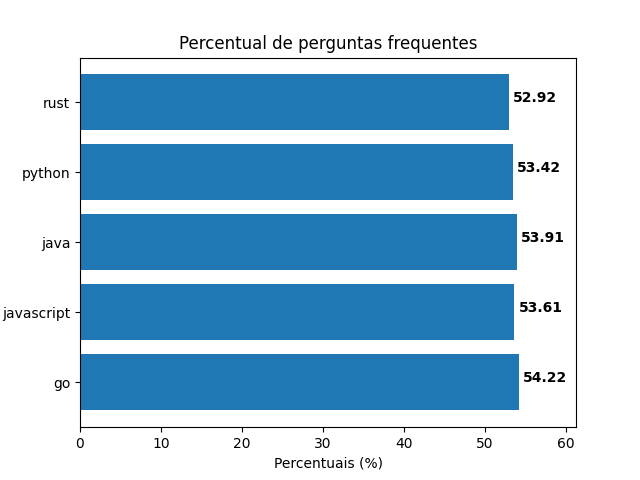 Percentual de perguntas frequentes
rust 52.92
python 53.42
java 53.91
javascript 53.61
go 54.22
0 10 20 30 40 50 60
Percentuais (%)